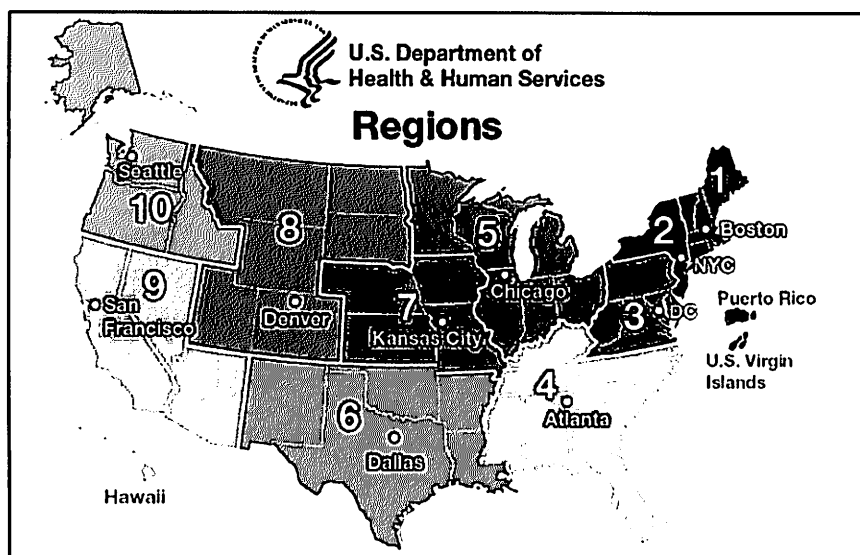 U.S. Department of
Health & Human Services
Regions
1
Seattle
10
8
5
2
Boston
NYC
9
Chicago
San
Francisco
Denver
7
Kansas City
3
DC
Puerto Rico
U.S. Virgin
Islands
4
Atlanta
6
Dallas
Hawaii